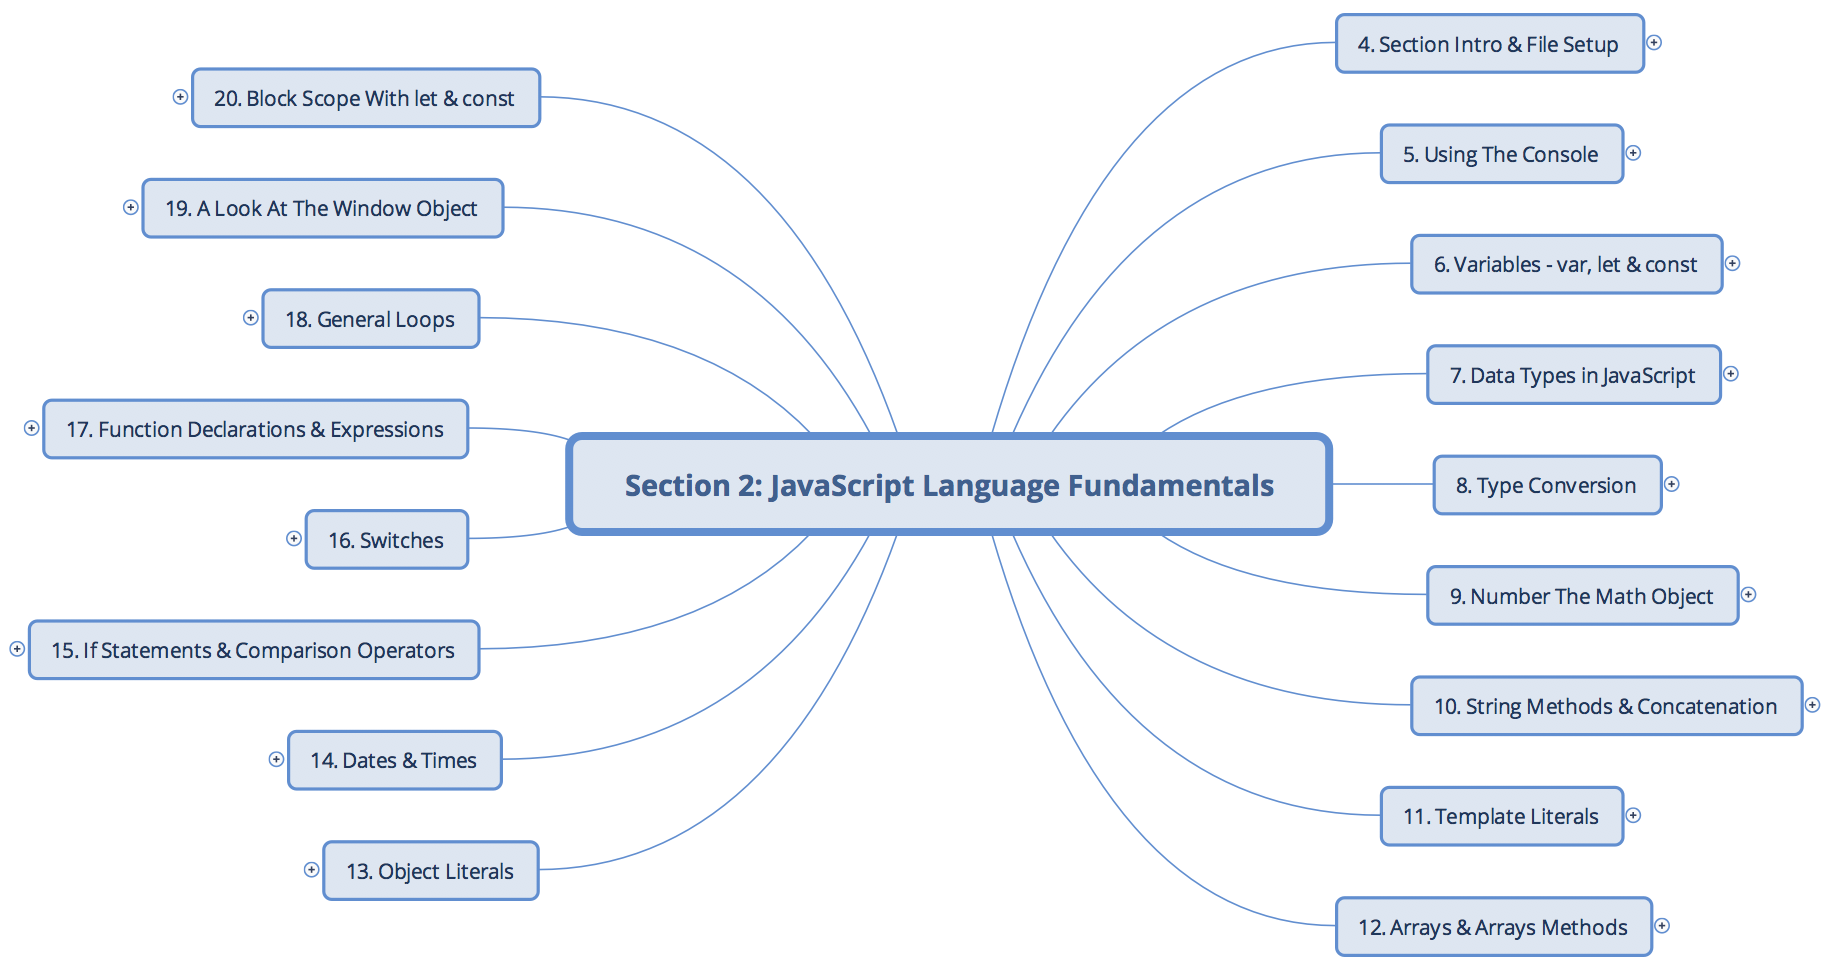 Section 2: JavaScript Language Fundamentals
4. Section Intro & File Setup
5. Using The Console
6. Variables - var, let & const
7. Data Types in JavaScript
8. Type Conversion
9. Number The Math Object
10. String Methods & Concatenation
11. Template Literals
12. Arrays & Arrays Methods
13. Object Literals
14. Dates & Times
15. If Statements & Comparison Operators
16. Switches
17. Function Declarations & Expressions
18. General Loops
19. A Look At The Window Object
20. Block Scope With let & const